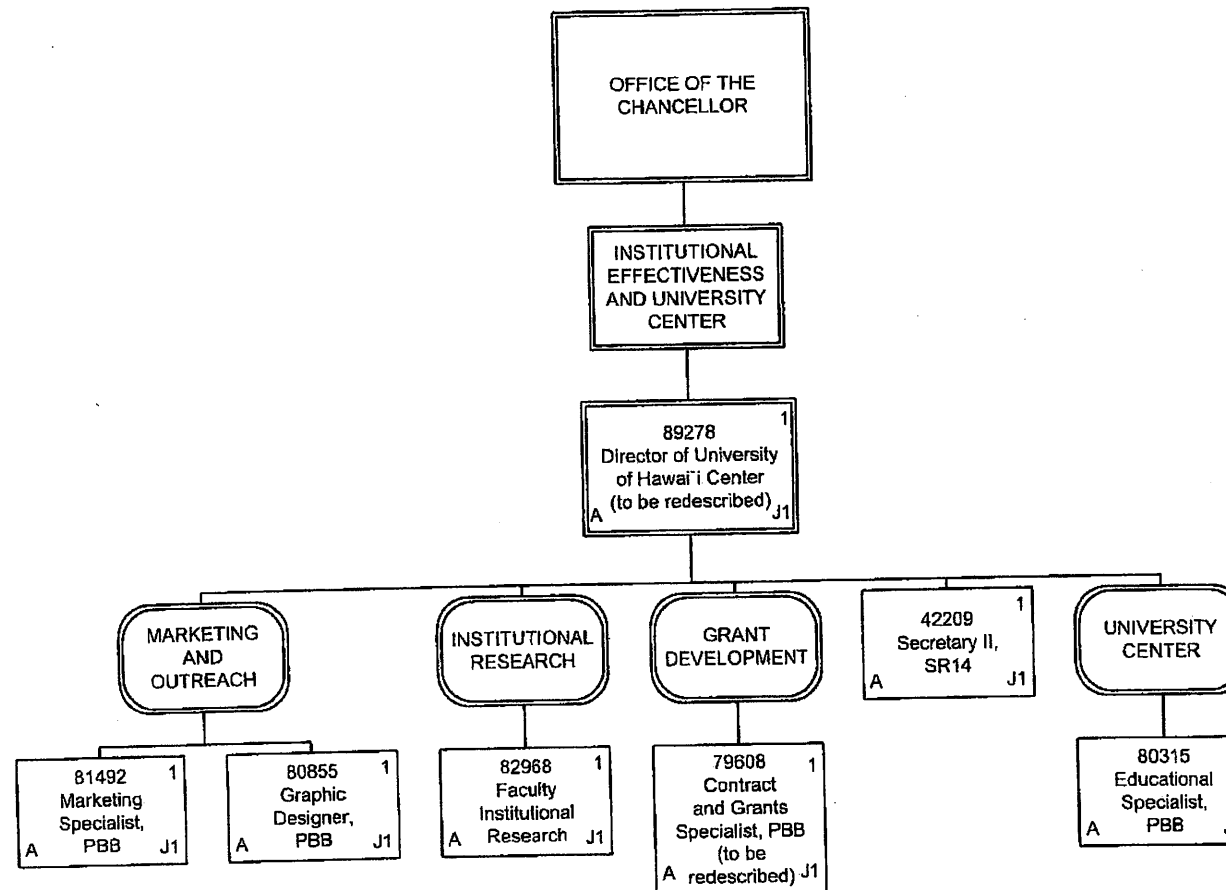 OFFICE OF THE
CHANCELLOR
INSTITUTIONAL
EFFECTIVENESS
AND UNIVERSITY
CENTER
1
89278
Director of University
of Hawai`i Center
(to be redescribed)
A J1
MARKETING
AND
OUTREACH
INSTITUTIONAL
RESEARCH
GRANT
DEVELOPMENT
42209 1
Secretary II,
SR14
A J1
UNIVERSITY
CENTER
81492 1
Marketing
Specialist,
PBB
A J1
80855 1
Graphic
Designer,
PBB
A J1
82968 1
Faculty
Institutional
Research
A J1
79608 1
Contract
and Grants
Specialist, PBB
(to be
redescribed)
A J1
80315
Educational
Specialist,
PBB
A